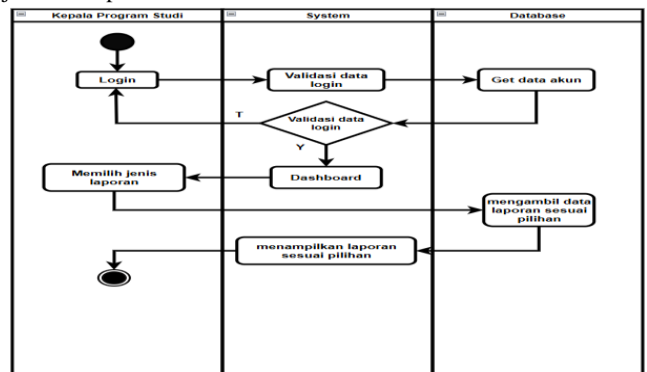 Kepala Program Studi
System
Database
Login
Validasi data
login
Get data akun
T
Validasi data
login
Y
Memilih jenis
laporan
Dashboard
mengambil data
laporan sesuai
pilihan
menampilkan laporan
sesuai pilihan